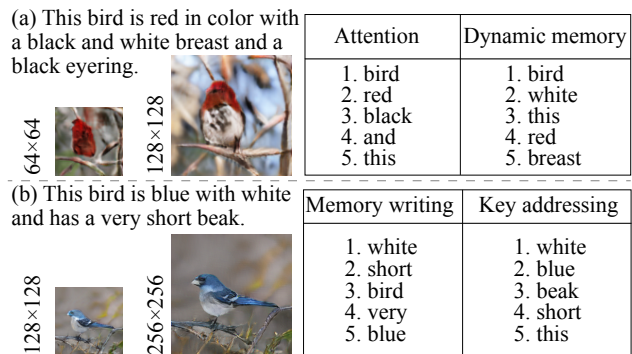 (a) This bird is red in color with
a black and white breast and a
black eyering.
64×64
128×128
Attention
Dynamic memory
1. bird
2. red
3. black
4. and
5. this
1. bird
2. white
3. this
4. red
5. breast
(b) This bird is blue with white
and has a very short beak.
128×128
256×256
Memory writing
Key addressing
1. white
2. short
3. bird
4. very
5. blue
1. white
2. blue
3. beak
4. short
5. this